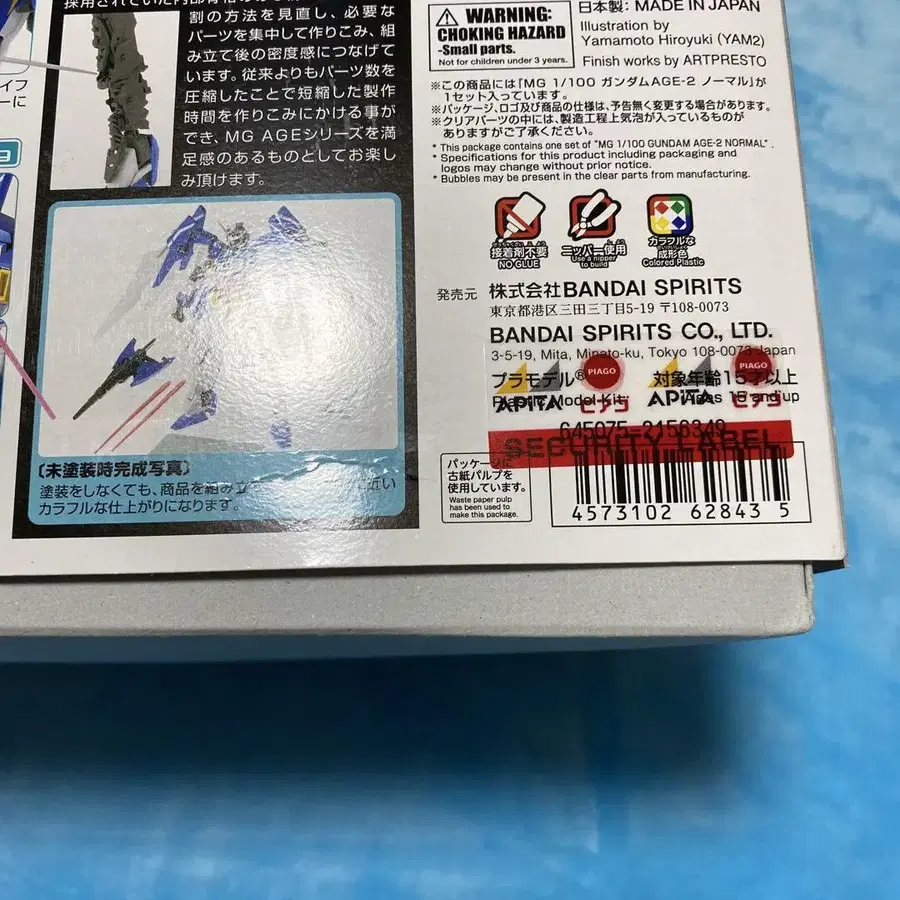 割の方法を見直し、必要な
パーツを集中して作りこみ、組
み立て後の密度感につなげて
います。従来よりもパーツ数を
圧縮したことで短縮した製作
時間を作りこみにかける事が
でき、MG AGEシリーズを満
足感のあるものとしてお楽し
み頂けます。
イフ
ーに
〔未塗装時完成写真〕
塗装をしなくても、商品を組み立
近い
カラフルな仕上がりになります。
WARNING:
CHOKING HAZARD
-Small parts.
Not for children under 3 years.
日本製: MADE IN JAPAN
Illustration by
Yamamoto Hiroyuki (YAM2)
Finish works by ARTPRESTO
※この商品には「MG 1/100 ガンダムAGE-2 ノーマル」が
1セット入っています。
※パッケージ、ロゴ及び商品の仕様は、予告無く変更する場合があります。
※クリアパーツの中には、製造工程上気泡が入っているものが
ありますがご了承ください。
* This package contains one set of "MG 1/100 GUNDAM AGE-2 NORMAL".
* Specifications for this product including packaging and
logos may change without prior notice.
* Bubbles may be present in the clear parts from manufacturing.
接着剤不要
NO GLUE
ニッパー使用
Use a nipper
to build
カラフルな
成形色
Colored Plastic
発売元 株式会社BANDAI SPIRITS
東京都港区三田三丁目5-19 〒108-0073
BANDAI SPIRITS CO., LTD.
3-5-19, Mita, Minato-ku, Tokyo 108-0073 Japan
プラモデル® 対象年齢15才以上
Plastic Model Kit Ages 15 and up
PIAGO PIAGO
APiTA ピアゴ APiTA ピアゴ
G45075-2156349
SECURITY LABEL
パッケージに
古紙パルプを
使用しています。
Waste paper pulp
has been used to
make this package.
4573102 62843 5